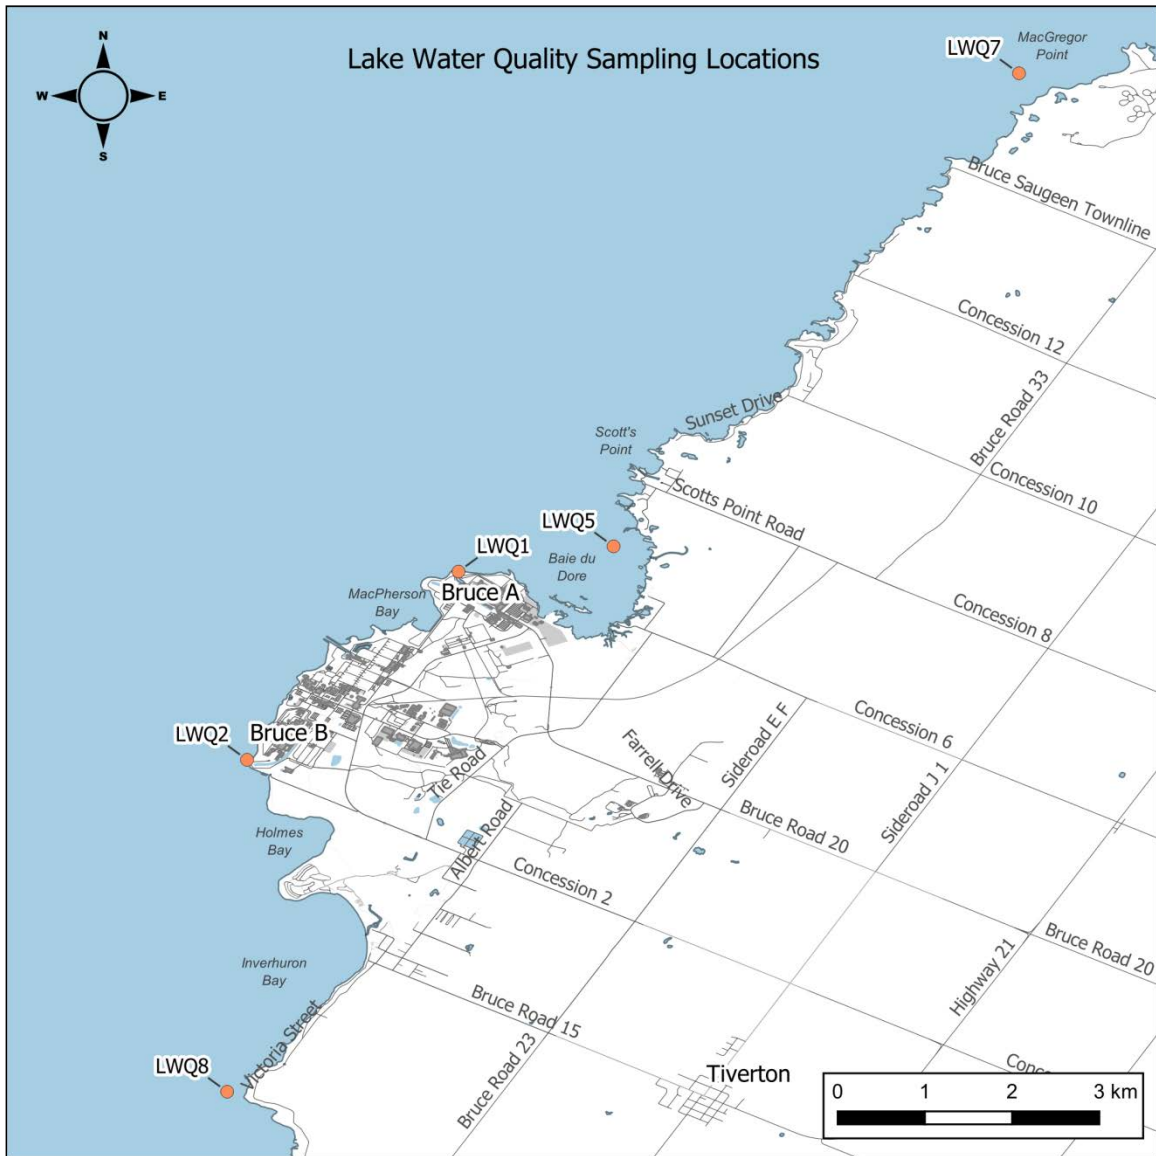 Lake Water Quality Sampling Locations
N
W
E
S
LWQ7
MacGregor
Point
Bruce Saugeen Townline
Concession 12
Bruce Road 33
Sunset Drive
Scott's
Point
Concession 10
Scotts Point Road
LWQ5
LWQ1
Baie du
Dore
Bruce A
MacPherson
Bay
Concession 8
LWQ2
Bruce B
Concession 6
Sideroad E F
Farrell Drive
Tie Road
Sideroad J 1
Bruce Road 20
Albert Road
Holmes
Bay
Concession 2
Bruce Road 20
Highway 21
Inverhuron
Bay
Bruce Road 15
Victoria Street
Bruce Road 23
LWQ8
Tiverton
0
1
2
3 km